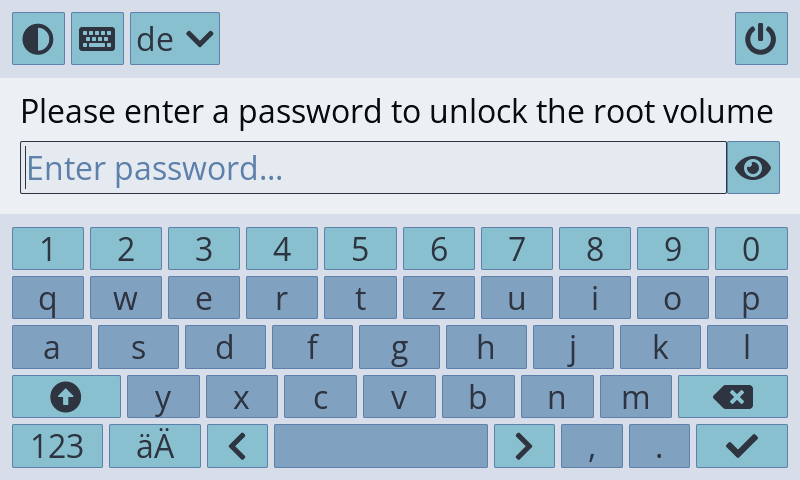 de
Please enter a password to unlock the root volume
Enter password...
1 2 3 4 5 6 7 8 9 0
q w e r t z u i o p
a s d f g h j k l
y x c v b n m
123 äÄ , .